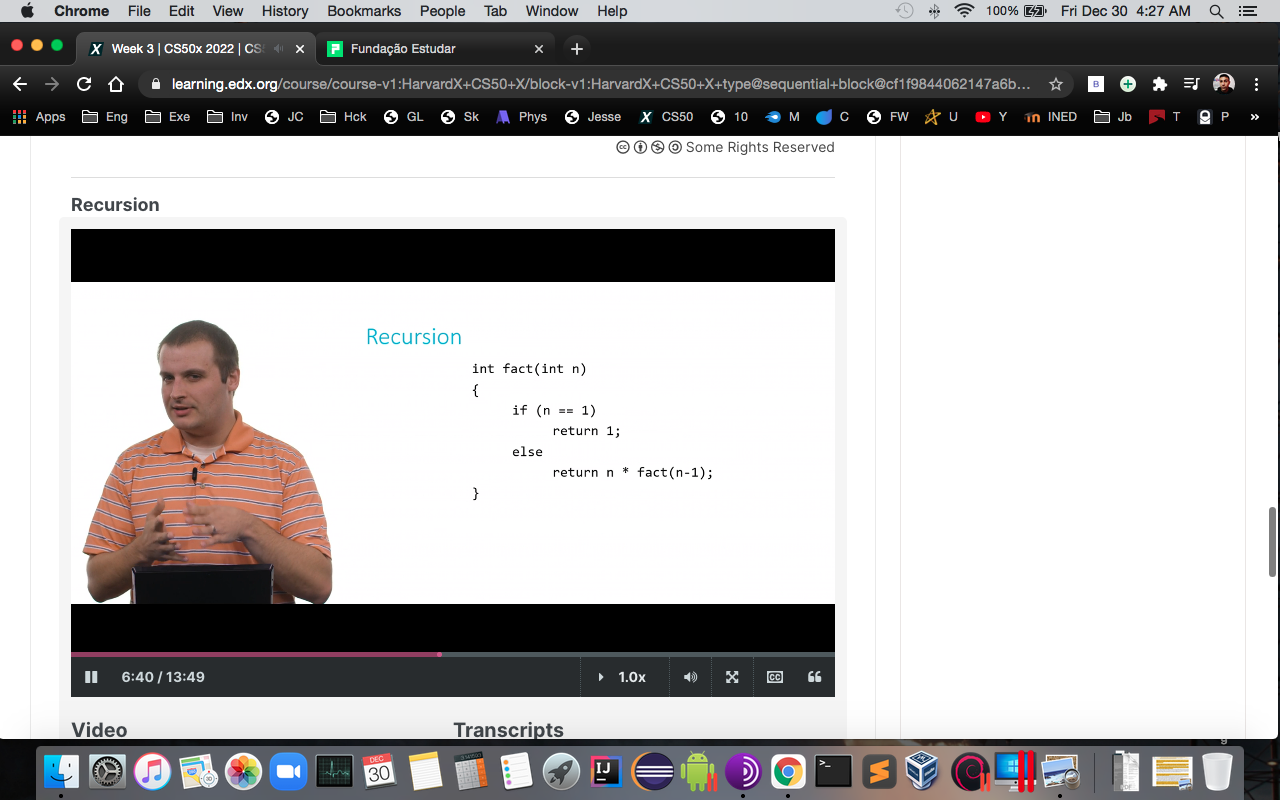 Chrome File Edit View History Bookmarks People Tab Window Help 100% Fri Dec 30 4:27 AM
Week 3 | CS50x 2022 | CS Fundação Estudar
learning.edx.org/course/course-v1:HarvardX+CS50+X/block-v1:HarvardX+CS50+X+type@sequential+block@cf1f9844062147a6b... B
Apps Eng Exe Inv JC Hck GL Sk Phys Jesse CS50 10 M C FW U Y INED Jb T P »
Some Rights Reserved
Recursion
Recursion
int fact(int n)
{
if (n == 1)
return 1;
else
return n * fact(n-1);
}
6:40 / 13:49 1.0x CC
Video Transcripts
DEC
30
IJ
PDF